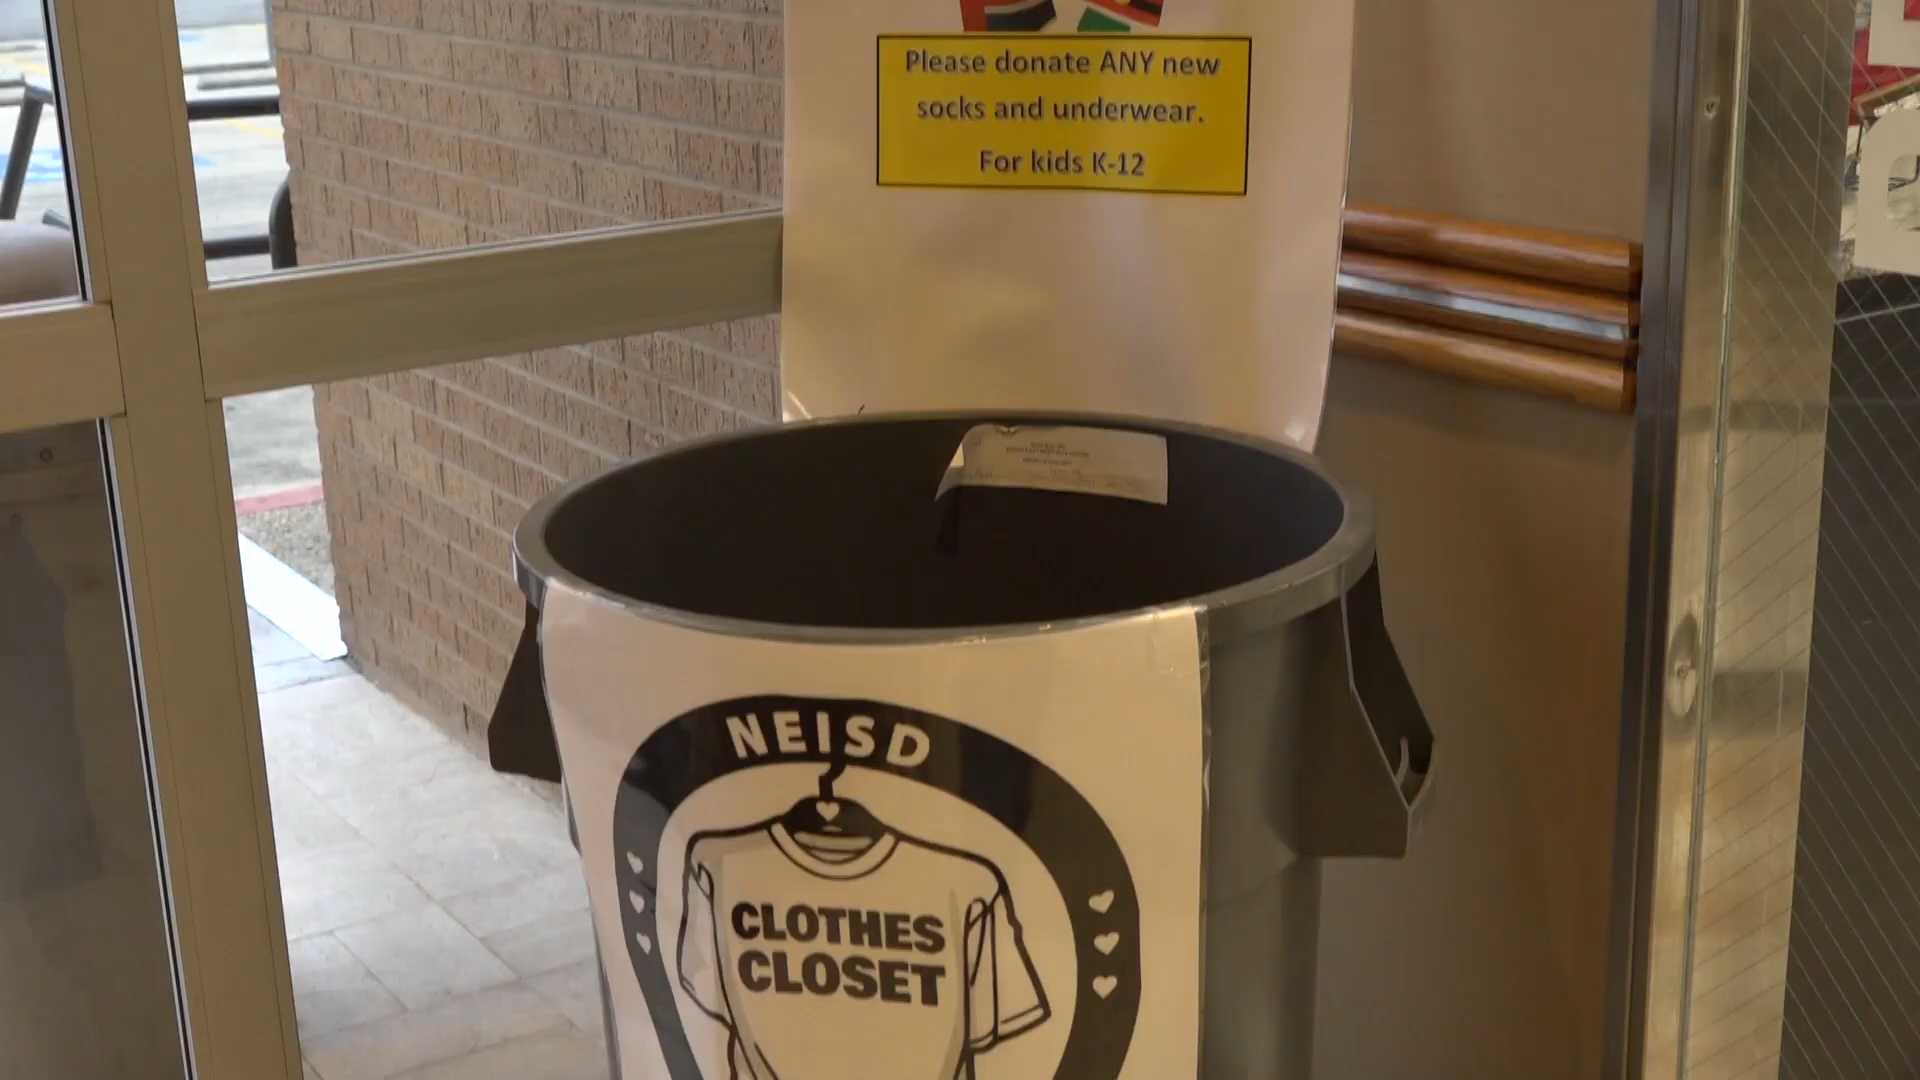 Please donate ANY new
socks and underwear.
For kids K-12
NEISD
CLOTHES
CLOSET